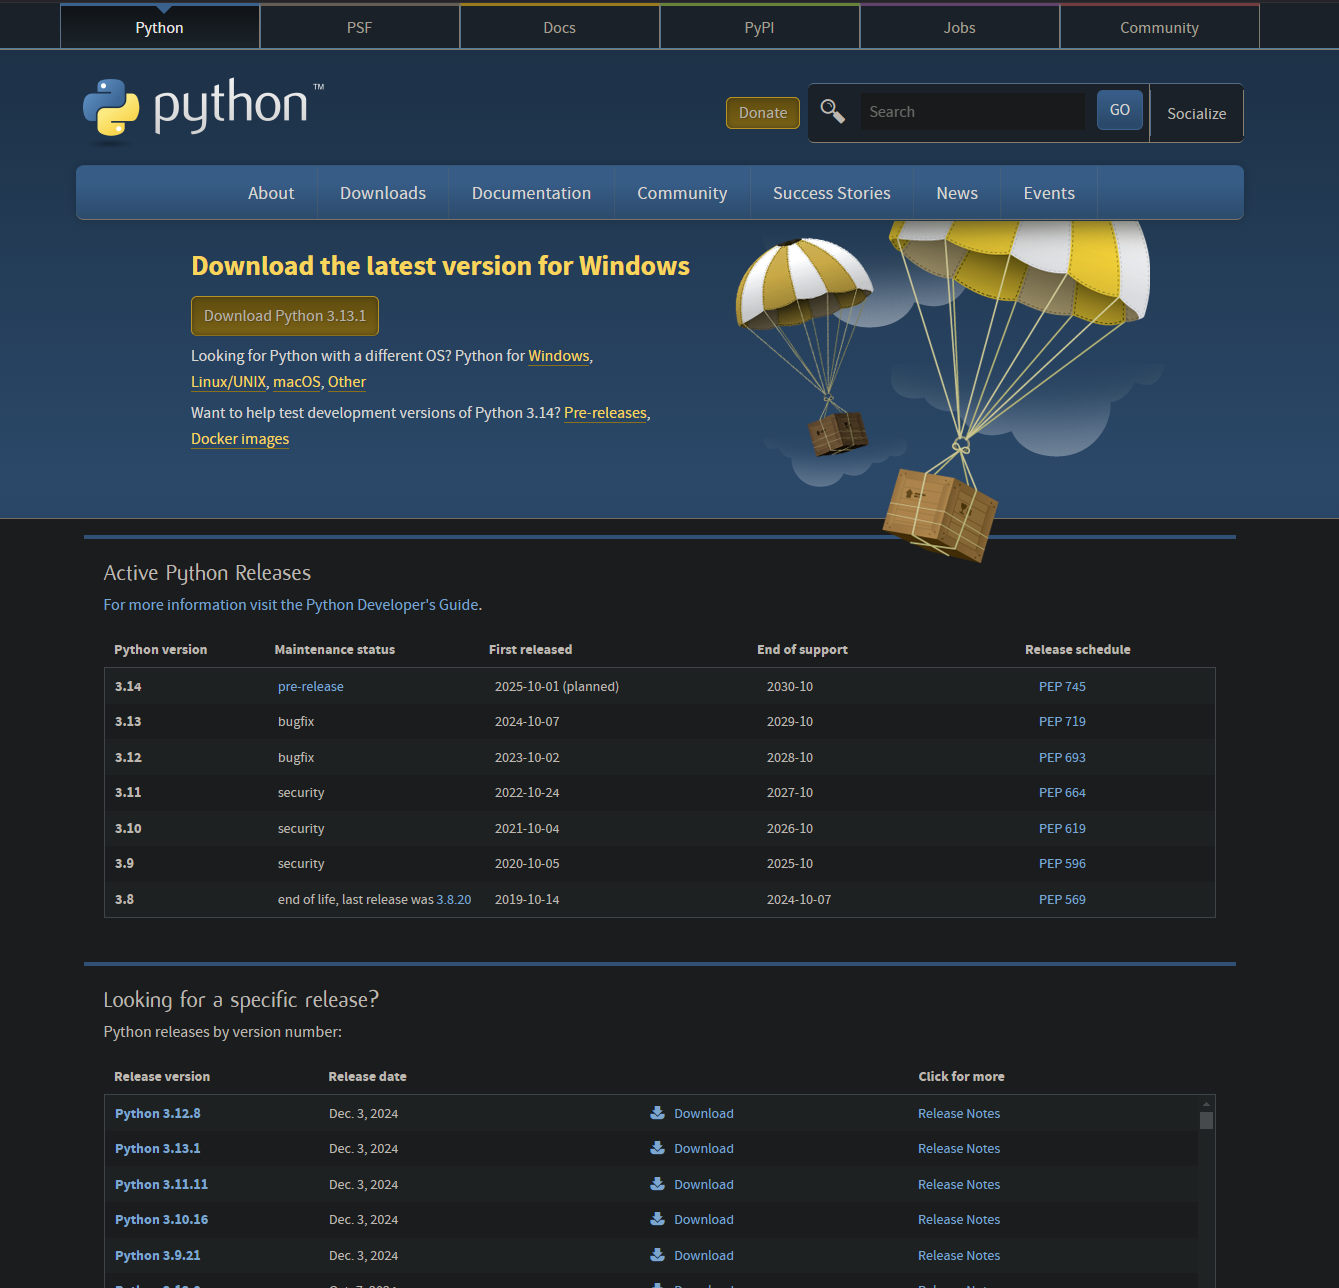 Python PSF Docs PyPI Jobs Community
python™
Donate Search GO Socialize
About Downloads Documentation Community Success Stories News Events
Download the latest version for Windows
Download Python 3.13.1
Looking for Python with a different OS? Python for Windows,
Linux/UNIX, macOS, Other
Want to help test development versions of Python 3.14? Pre-releases,
Docker images
Active Python Releases
For more information visit the Python Developer's Guide.
Python version Maintenance status First released End of support Release schedule
3.14 pre-release 2025-10-01 (planned) 2030-10 PEP 745
3.13 bugfix 2024-10-07 2029-10 PEP 719
3.12 bugfix 2023-10-02 2028-10 PEP 693
3.11 security 2022-10-24 2027-10 PEP 664
3.10 security 2021-10-04 2026-10 PEP 619
3.9 security 2020-10-05 2025-10 PEP 596
3.8 end of life, last release was 3.8.20 2019-10-14 2024-10-07 PEP 569
Looking for a specific release?
Python releases by version number:
Release version Release date Click for more
Python 3.12.8 Dec. 3, 2024 Download Release Notes
Python 3.13.1 Dec. 3, 2024 Download Release Notes
Python 3.11.11 Dec. 3, 2024 Download Release Notes
Python 3.10.16 Dec. 3, 2024 Download Release Notes
Python 3.9.21 Dec. 3, 2024 Download Release Notes